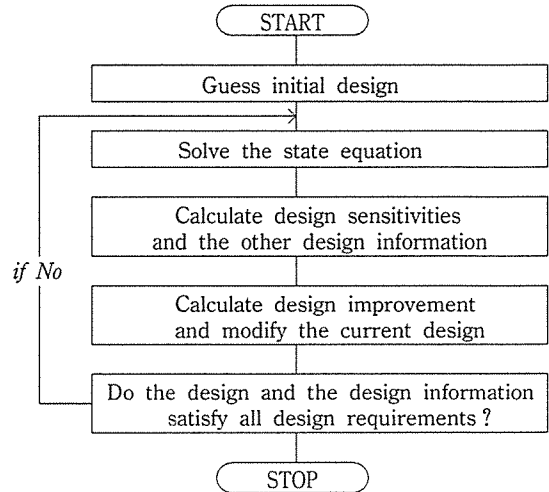 START
Guess initial design
Solve the state equation
Calculate design sensitivities
and the other design information
if No
Calculate design improvement
and modify the current design
Do the design and the design information
satisfy all design requirements ?
STOP